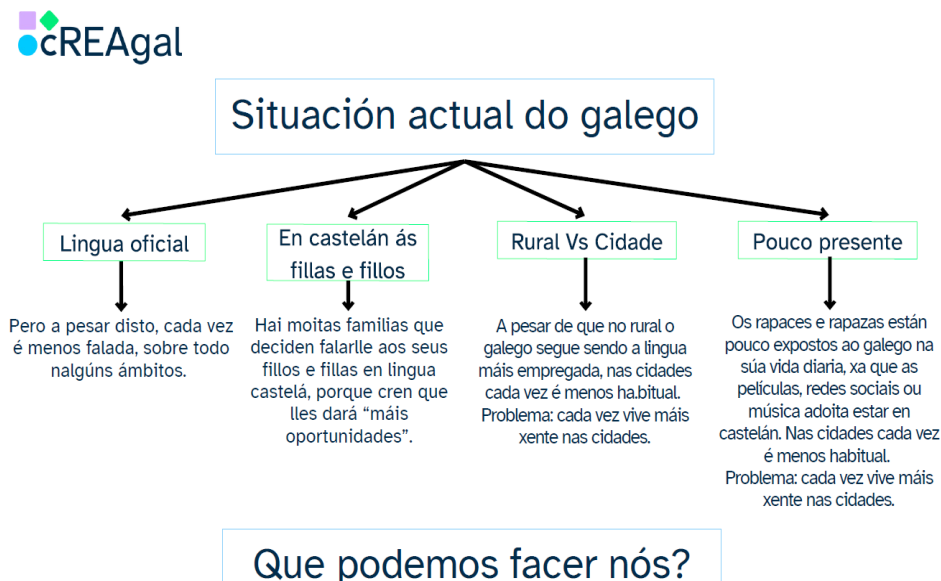 cREAgal
Situación actual do galego
Lingua oficial
Pero a pesar disto, cada vez
é menos falada, sobre todo
nalgúns ámbitos.
En castelán ás
fillas e fillos
Hai moitas familias que
deciden falarlle aos seus
fillos e fillas en lingua
castelá, porque cren que
lles dará “máis
oportunidades”.
Rural Vs Cidade
A pesar de que no rural o
galego segue sendo a lingua
máis empregada, nas cidades
cada vez é menos ha.bitual.
Problema: cada vez vive máis
xente nas cidades.
Pouco presente
Os rapaces e rapazas están
pouco expostos ao galego na
súa vida diaria, xa que as
películas, redes sociais ou
música adoita estar en
castelán. Nas cidades cada vez
é menos habitual.
Problema: cada vez vive máis
xente nas cidades.
Que podemos facer nós?